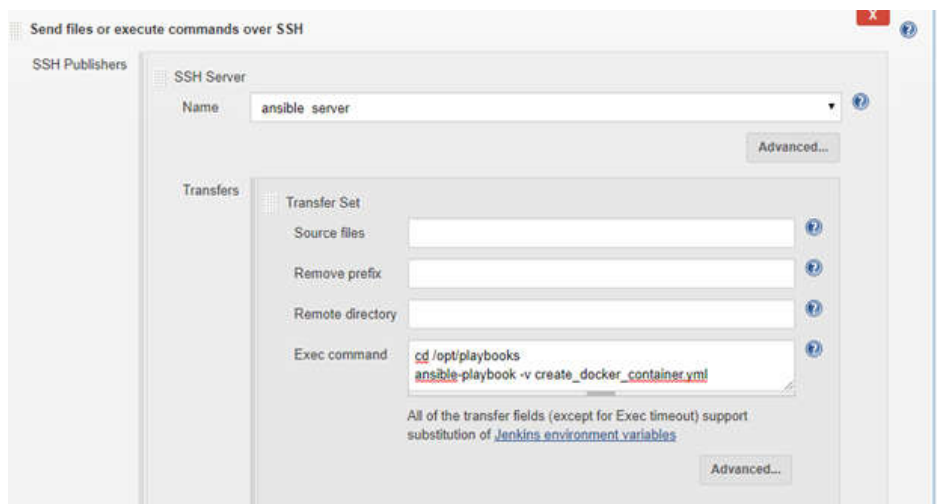 X
Send files or execute commands over SSH
SSH Publishers
SSH Server
Name
ansible server
Advanced...
Transfers
Transfer Set
Source files
Remove prefix
Remote directory
Exec command
cd /opt/playbooks
ansible-playbook -v create_docker_container.yml
All of the transfer fields (except for Exec timeout) support
substitution of Jenkins environment variables
Advanced...